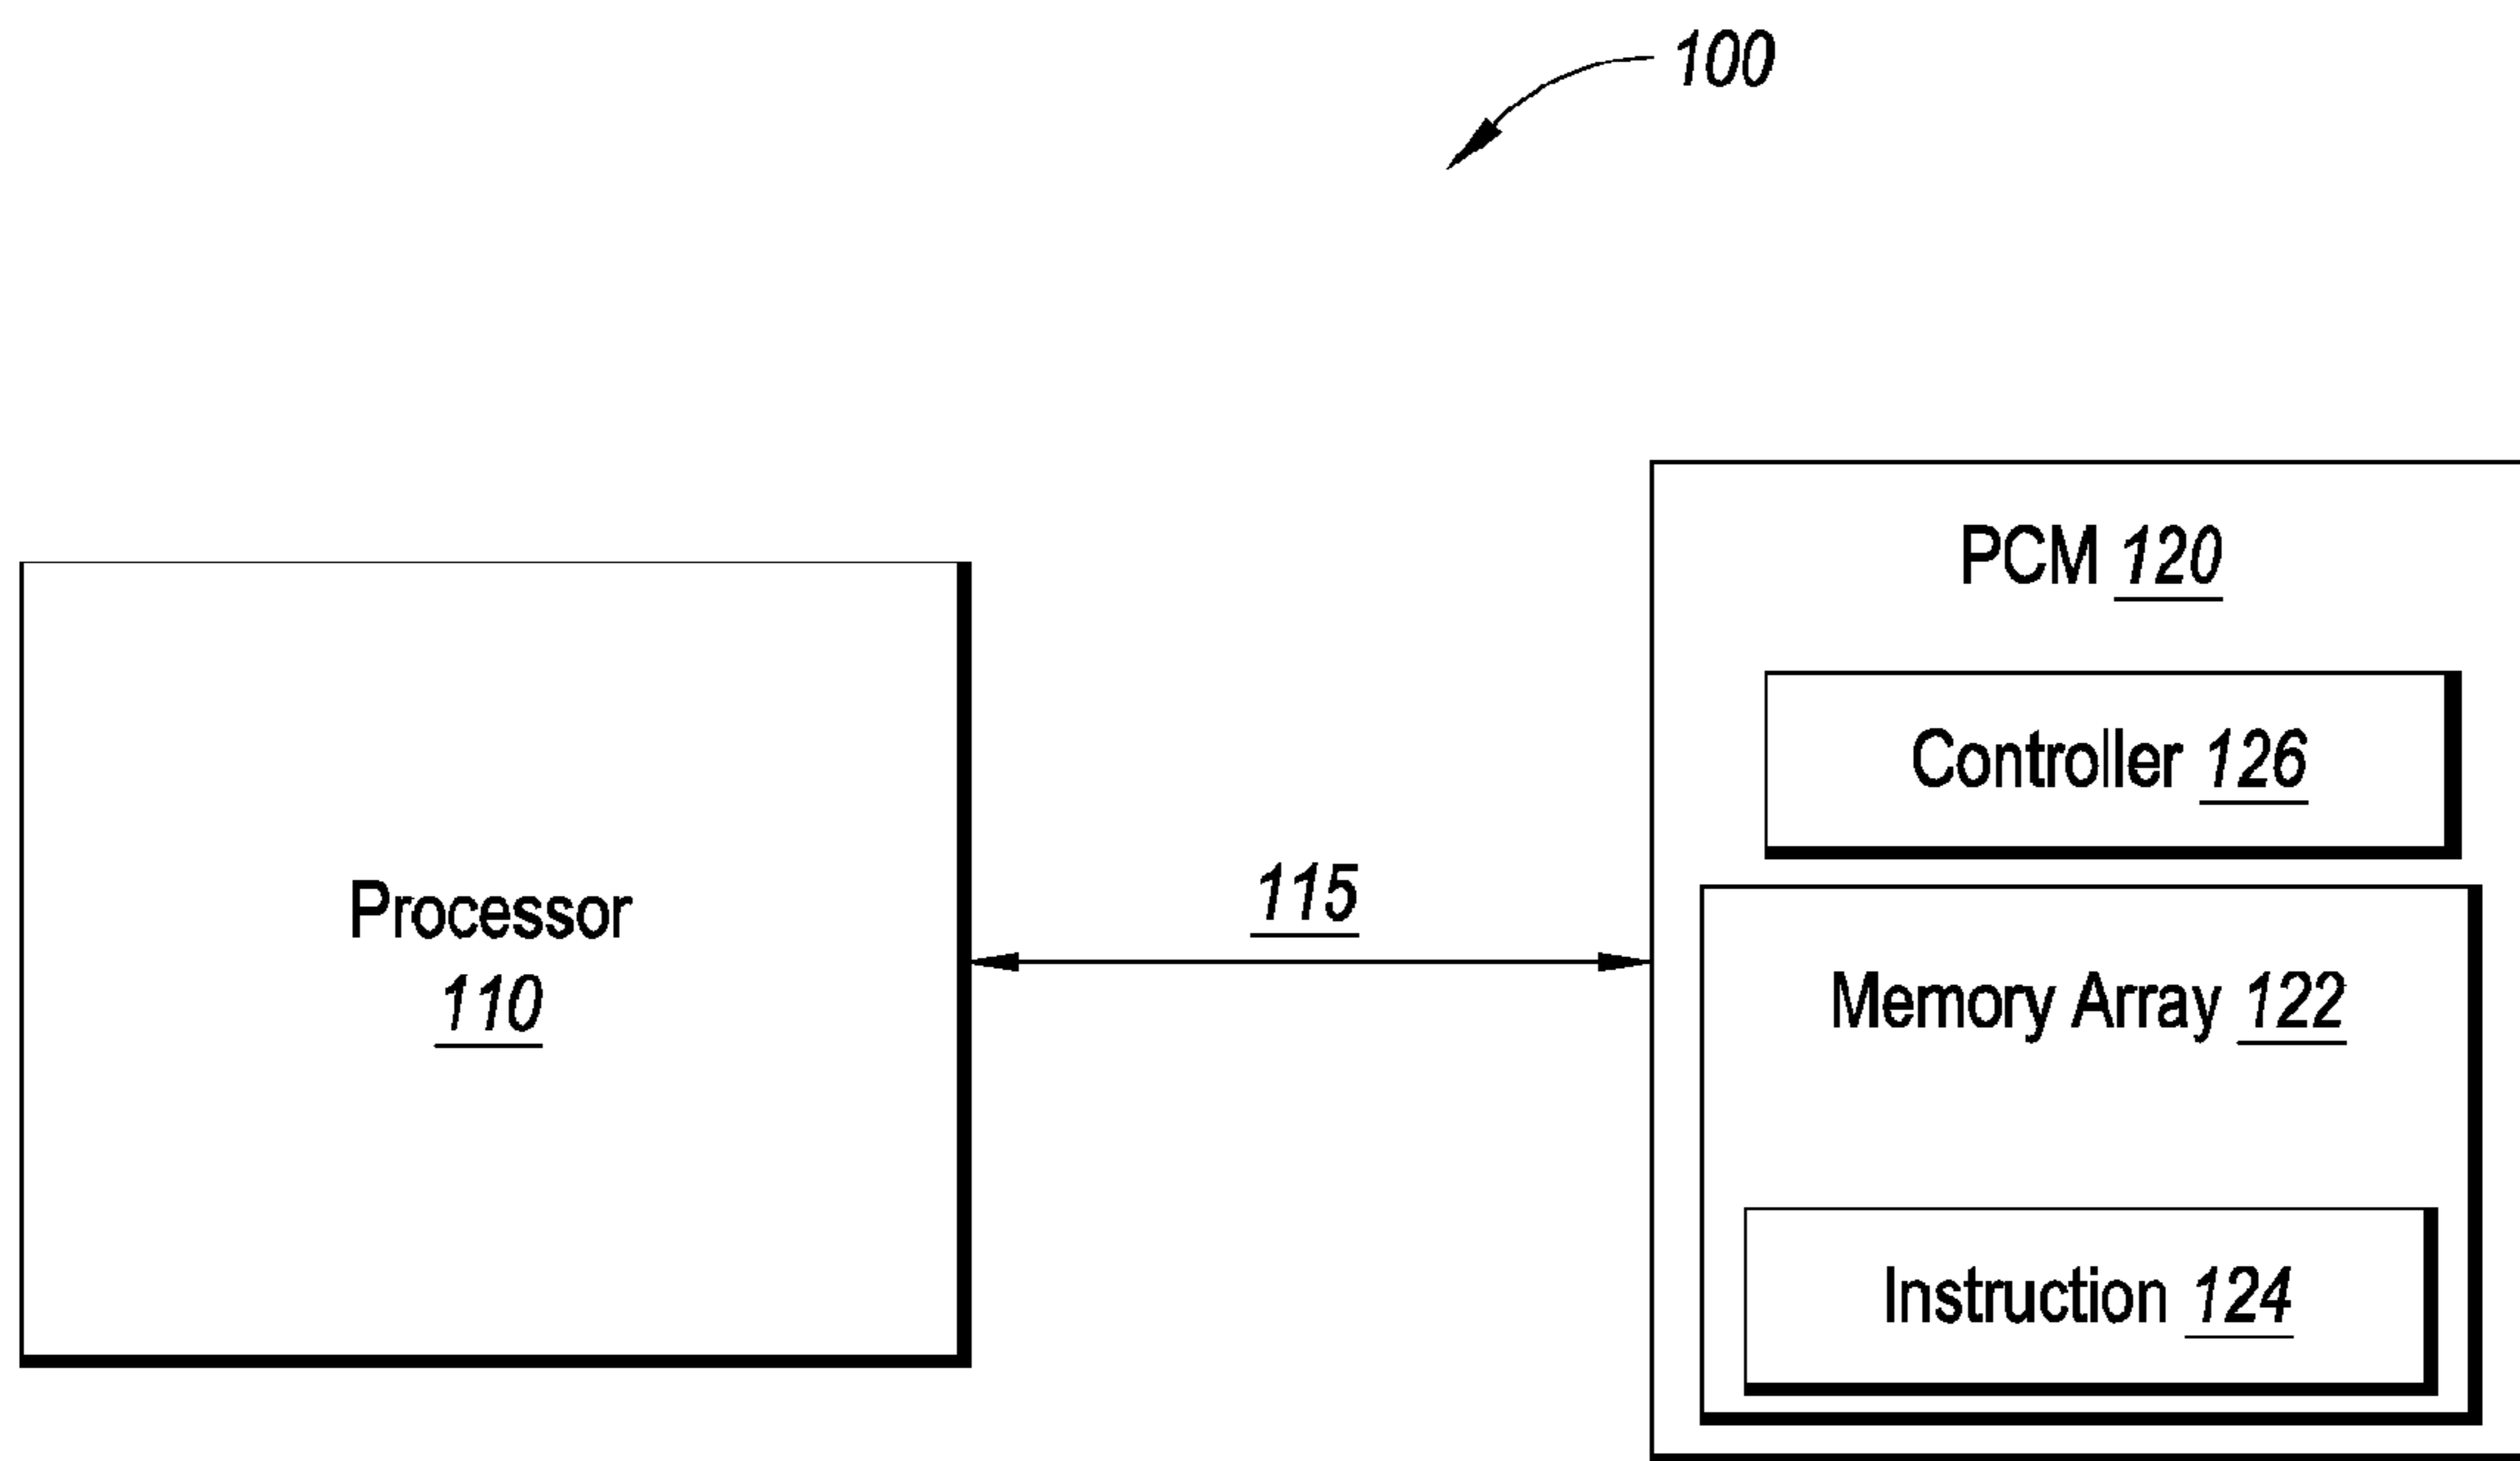 100
PCM 120
Controller 126
Processor
110
115
Memory Array 122
Instruction 124